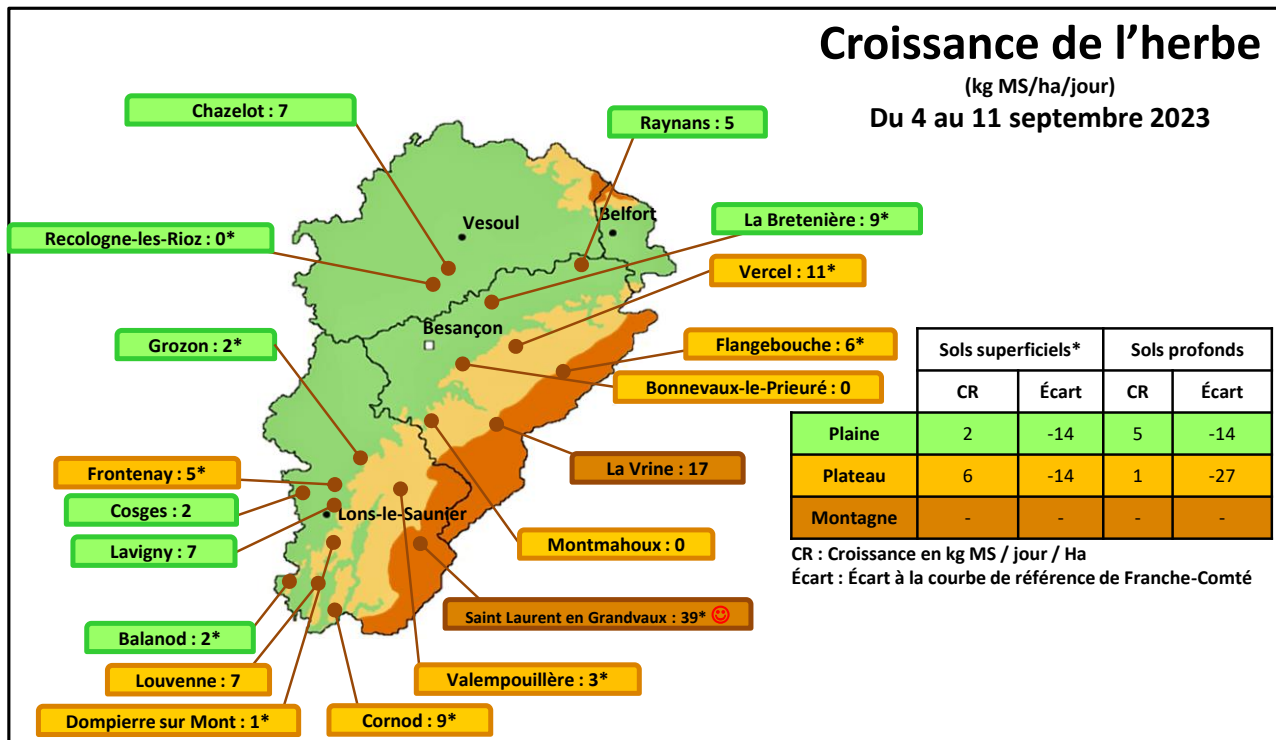 Croissance de l’herbe
(kg MS/ha/jour)
Du 4 au 11 septembre 2023
Chazelot : 7
Raynans : 5
Recologne-les-Rioz : 0*
Vesoul
Belfort
La Bretenière : 9*
Vercel : 11*
Besançon
Grozon : 2*
Flangebouche : 6*
Bonnevaux-le-Prieuré : 0
Frontenay : 5*
La Vrine : 17
Cosges : 2
Lons-le-Saunier
Lavigny : 7
Montmahoux : 0
Saint Laurent en Grandvaux : 39*
Balanod : 2*
Louvenne : 7
Valempouillère : 3*
Dompierre sur Mont : 1*
Cornod : 9*
Sols superficiels* Sols profonds
CR Écart CR Écart
Plaine 2 -14 5 -14
Plateau 6 -14 1 -27
Montagne - - - -
CR : Croissance en kg MS / jour / Ha
Écart : Écart à la courbe de référence de Franche-Comté